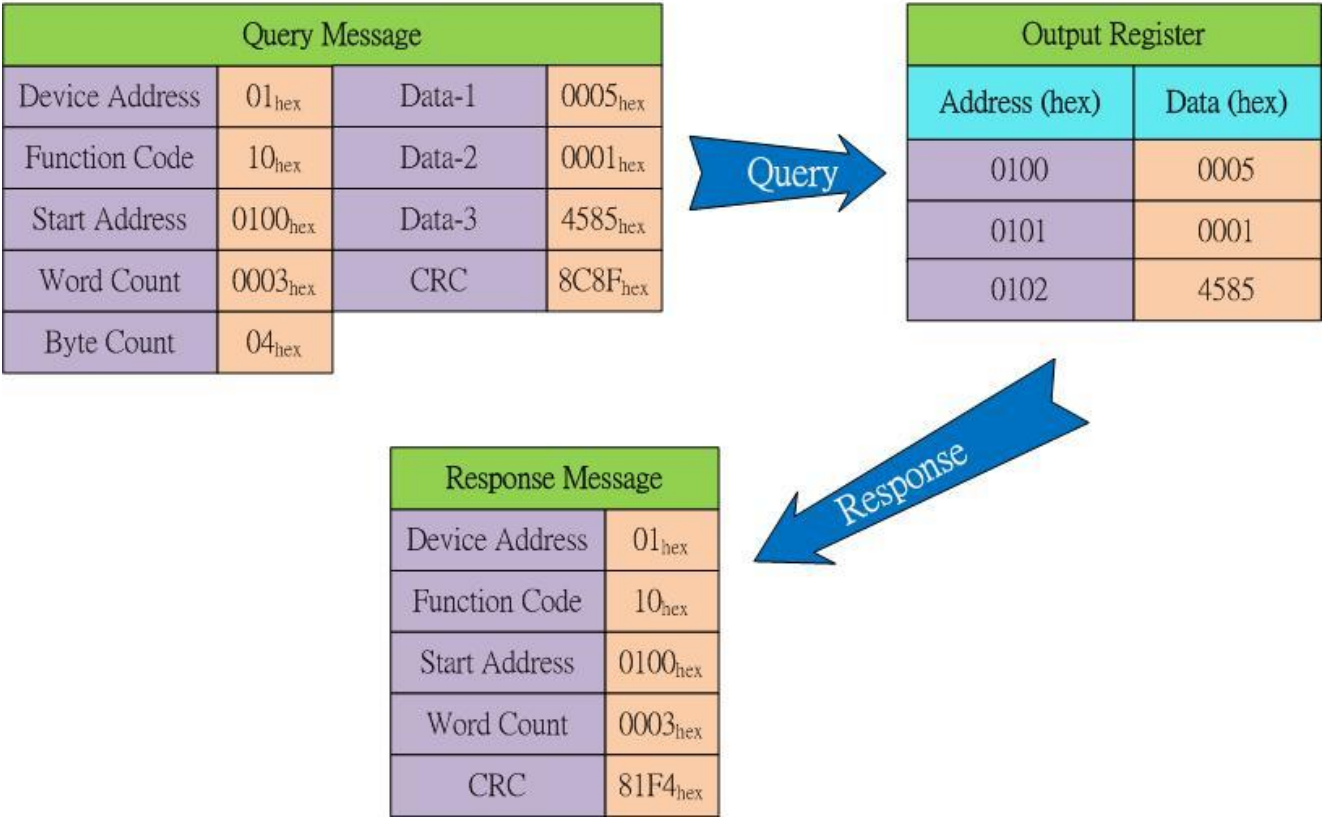 Query Message
Device Address 01hex Data-1 0005hex
Function Code 10hex Data-2 0001hex
Start Address 0100hex Data-3 4585hex
Word Count 0003hex CRC 8C8Fhex
Byte Count 04hex
Query
Output Register
Address (hex) Data (hex)
0100 0005
0101 0001
0102 4585
Response
Response Message
Device Address 01hex
Function Code 10hex
Start Address 0100hex
Word Count 0003hex
CRC 81F4hex